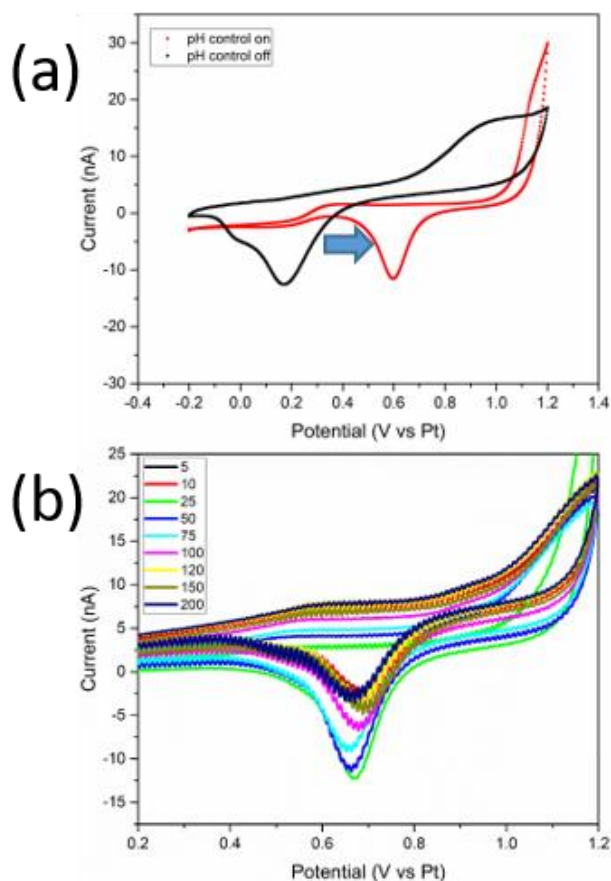 (a)
pH control on
pH control off
Current (nA)
30
20
10
0
-10
-20
-30
-0.4 -0.2 0.0 0.2 0.4 0.6 0.8 1.0 1.2 1.4
Potential (V vs Pt)
(b)
5
10
25
50
75
100
120
150
200
Current (nA)
25
20
15
10
5
0
-5
-10
-15
0.2 0.4 0.6 0.8 1.0 1.2
Potential (V vs Pt)